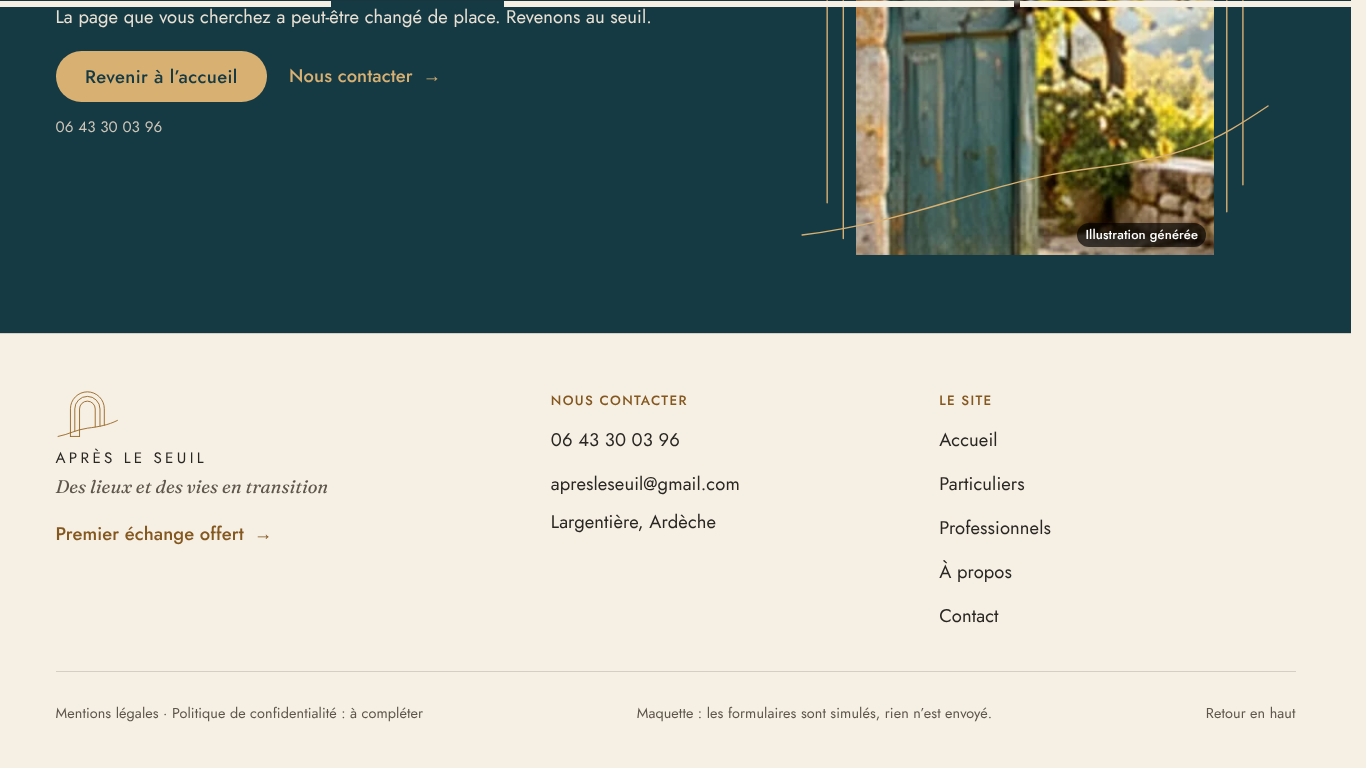 La page que vous cherchez a peut-être changé de place. Revenons au seuil.
Revenir à l’accueil
Nous contacter →
06 43 30 03 96
Illustration générée
APRÈS LE SEUIL
Des lieux et des vies en transition
Premier échange offert →
NOUS CONTACTER
06 43 30 03 96
apresleseuil@gmail.com
Largentière, Ardèche
LE SITE
Accueil
Particuliers
Professionnels
À propos
Contact
Mentions légales · Politique de confidentialité : à compléter
Maquette : les formulaires sont simulés, rien n’est envoyé.
Retour en haut